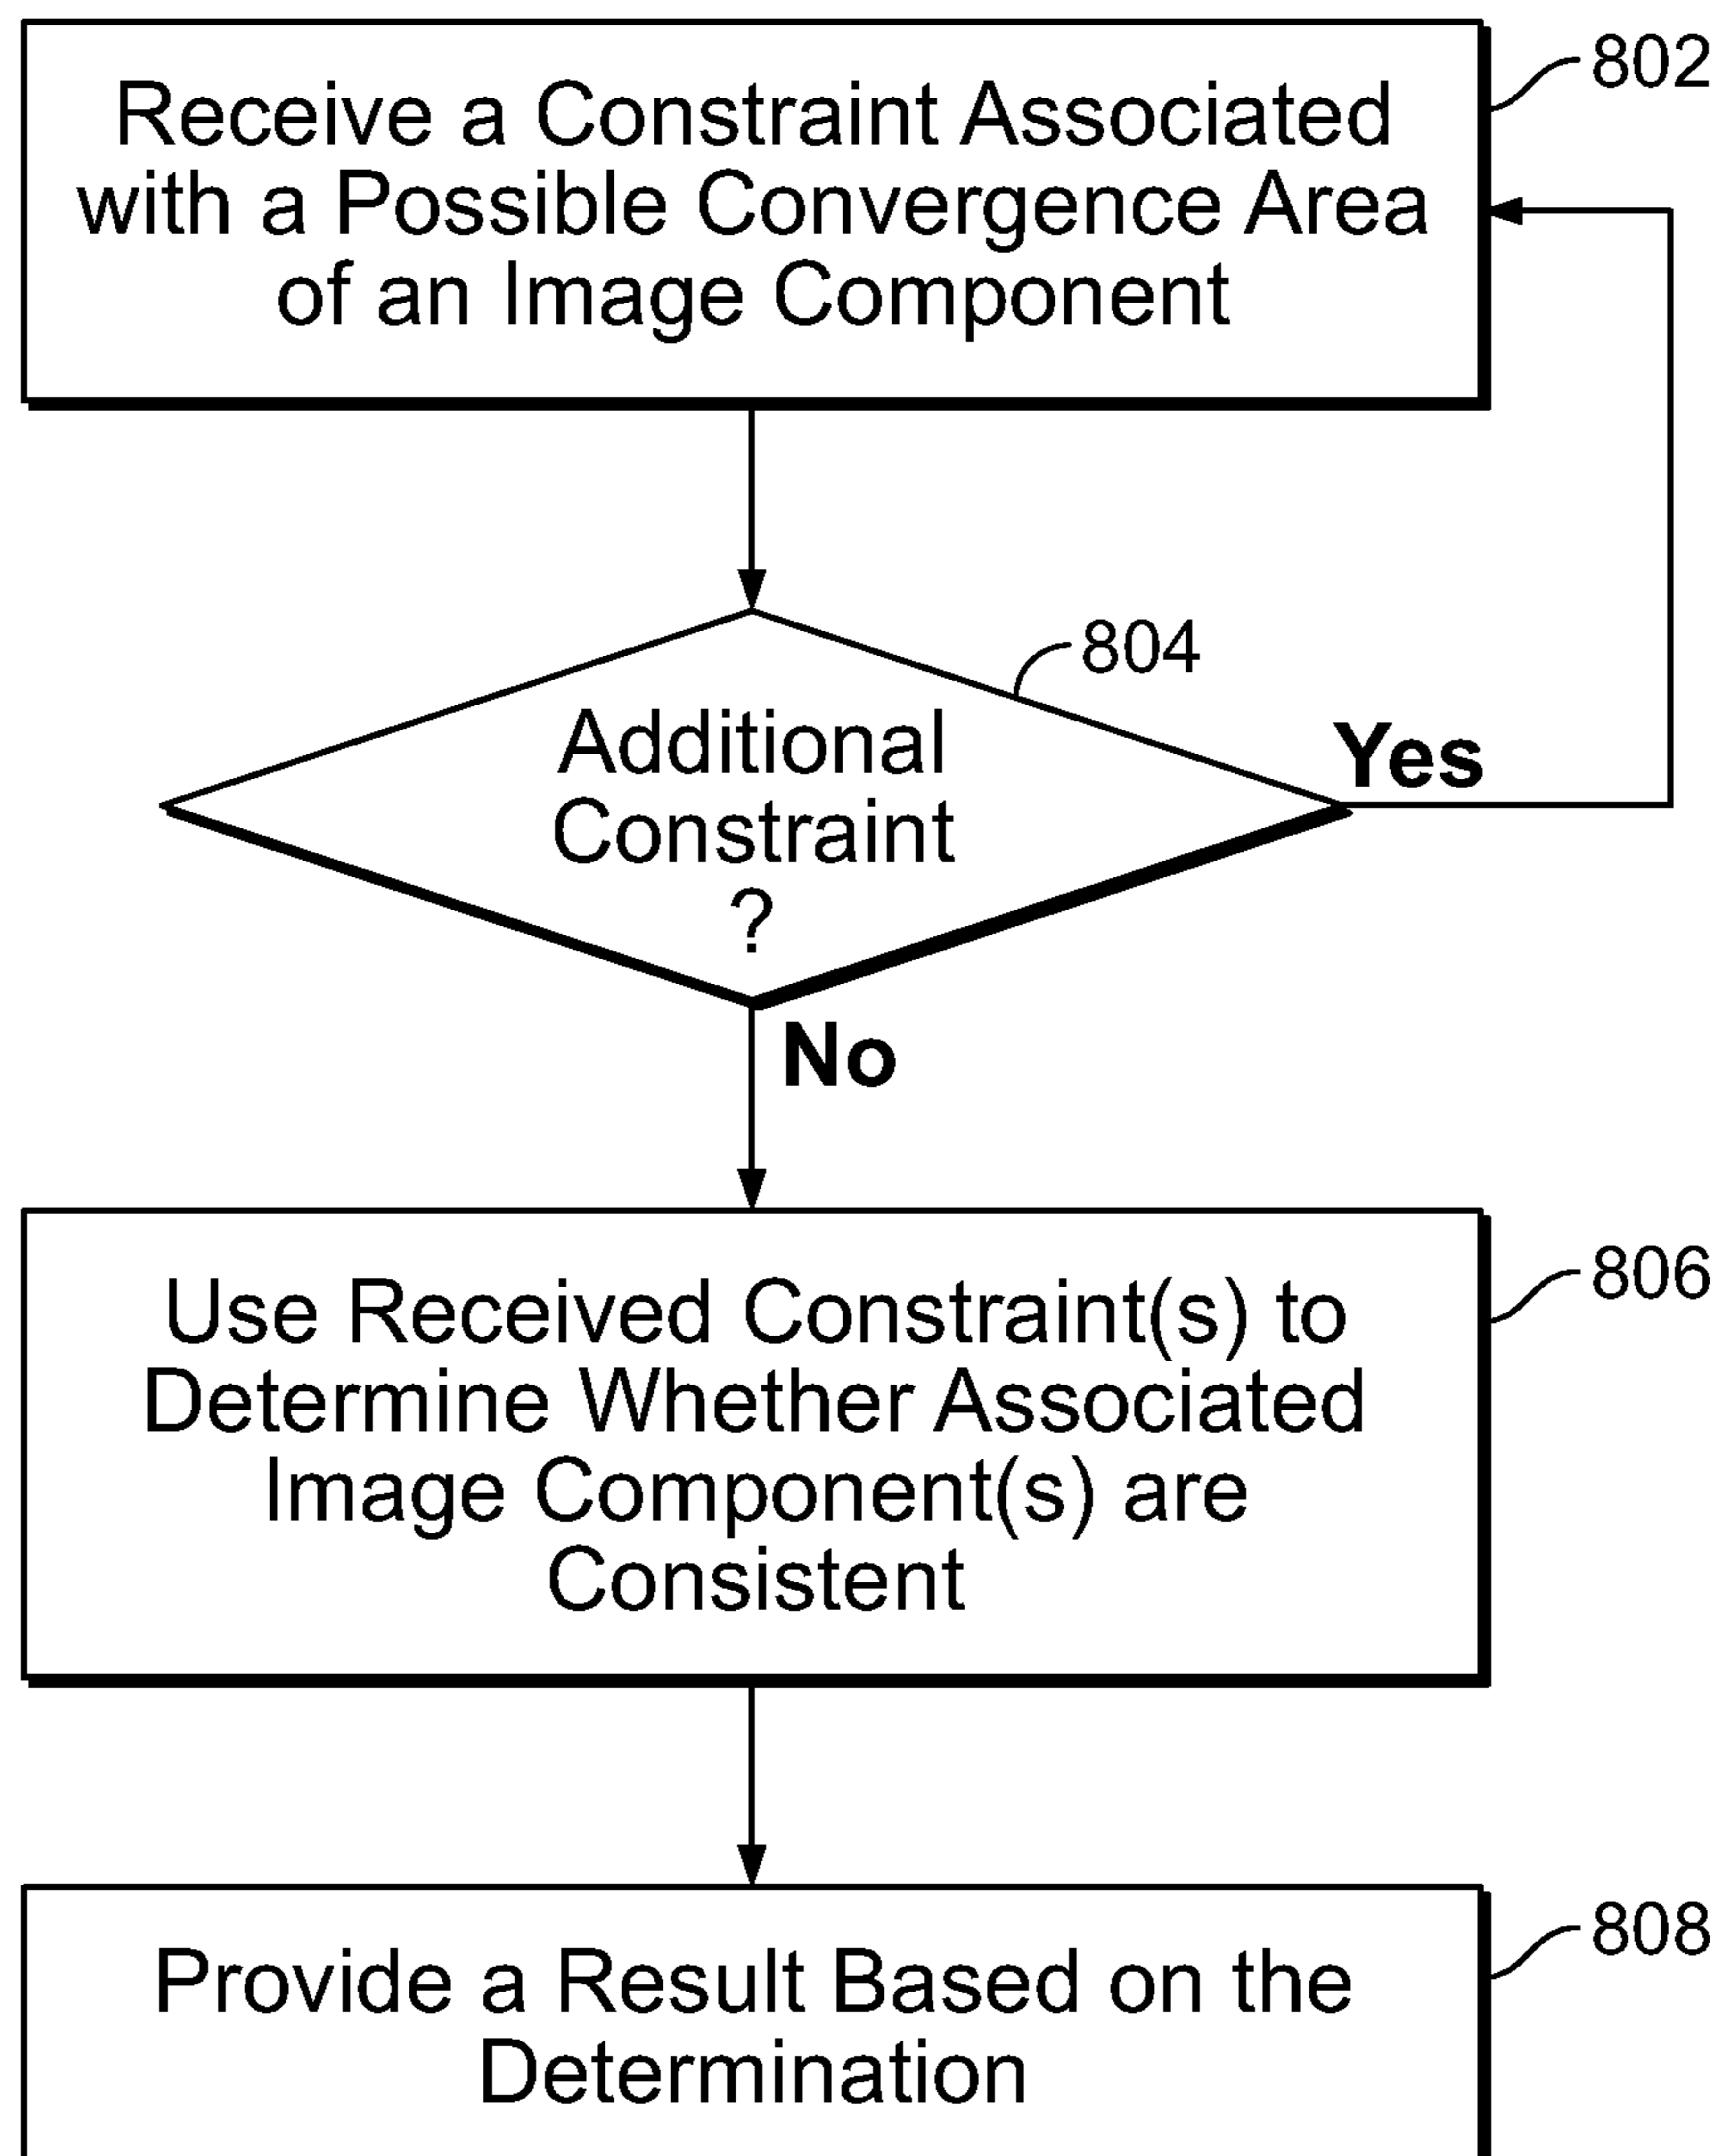 802
Receive a Constraint Associated
with a Possible Convergence Area
of an Image Component
804
Additional
Constraint
?
Yes
No
806
Use Received Constraint(s) to
Determine Whether Associated
Image Component(s) are
Consistent
808
Provide a Result Based on the
Determination